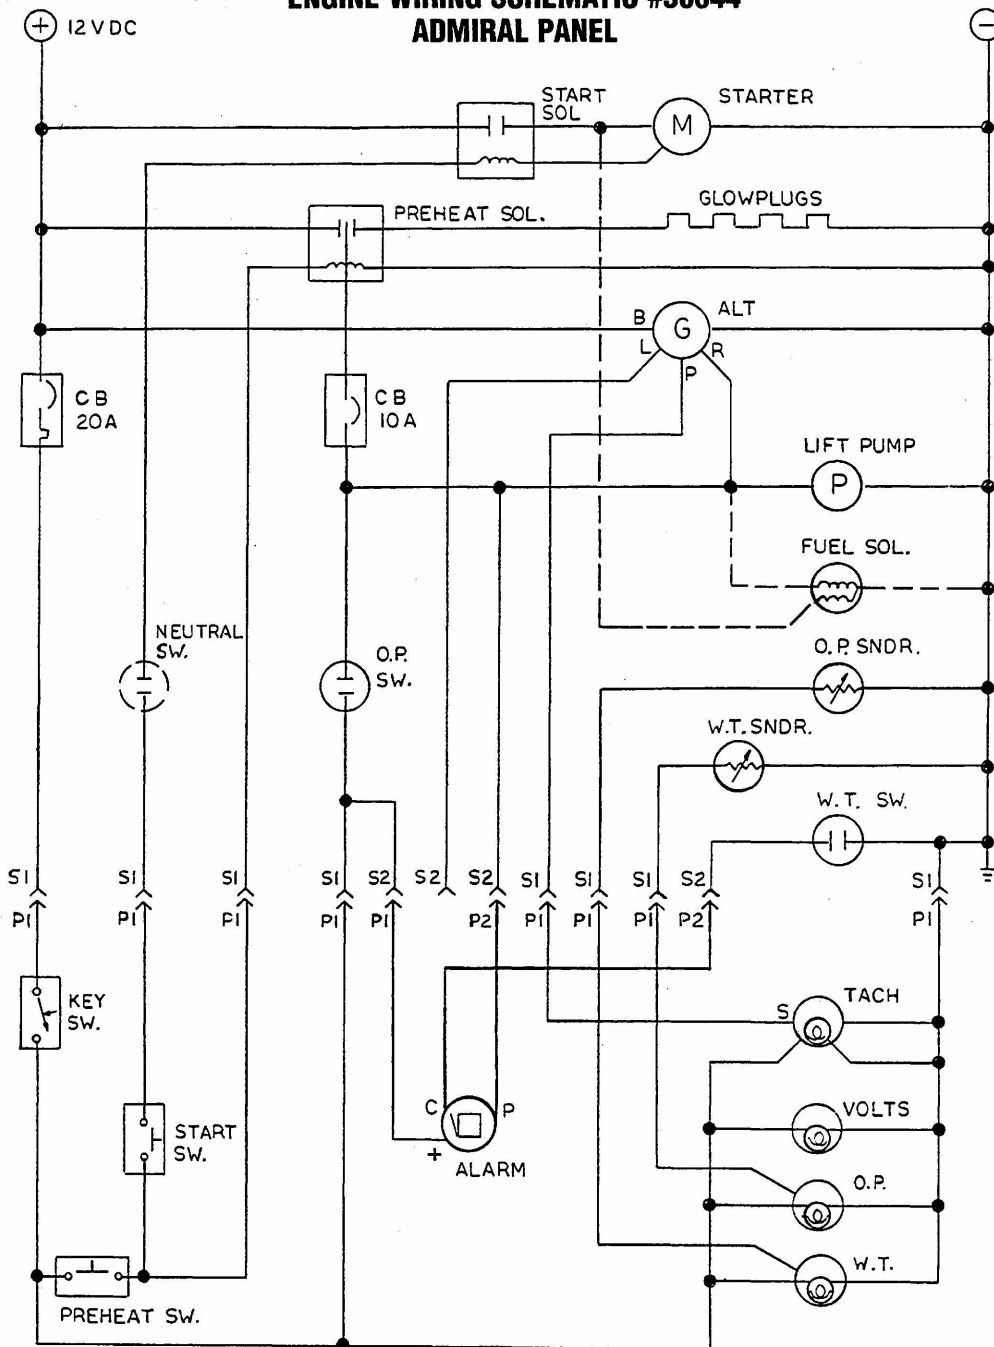 ADMIRAL PANEL
+ 12 V DC
−
START
SOL
STARTER
M
PREHEAT SOL.
GLOWPLUGS
B
G
ALT
L
P
R
CB
20A
CB
10A
LIFT PUMP
P
FUEL SOL.
NEUTRAL
SW.
O.P.
SW.
O.P. SNDR.
W.T. SNDR.
W.T. SW.
S1 S1 S1 S1 S2 S2 S2 S1 S1 S1 S2 S1
P1 P1 P1 P1 P1 P2 P1 P1 P1 P2 P1
KEY
SW.
S
TACH
START
SW.
C
P
+
ALARM
VOLTS
O.P.
W.T.
PREHEAT SW.